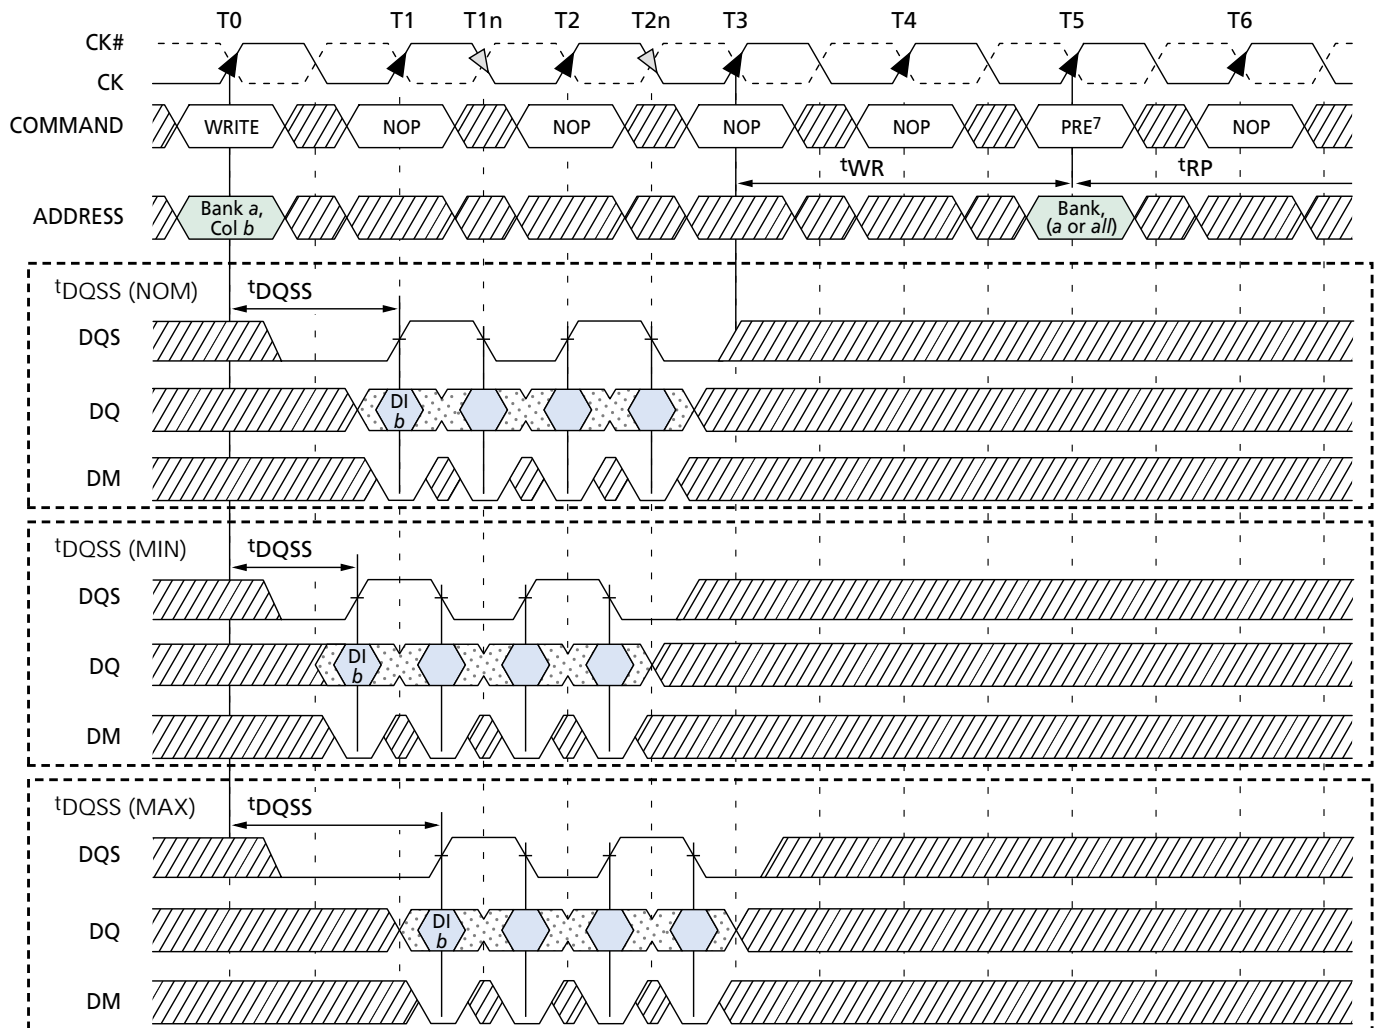 T0 T1 T1n T2 T2n T3 T4 T5 T6
CK#
CK
COMMAND WRITE NOP NOP NOP NOP PRE7 NOP
tWR tRP
ADDRESS Bank a, Col b Bank, (a or all)
tDQSS (NOM) tDQSS
DQS
DQ DI b
DM
tDQSS (MIN) tDQSS
DQS
DQ DI b
DM
tDQSS (MAX) tDQSS
DQS
DQ DI b
DM